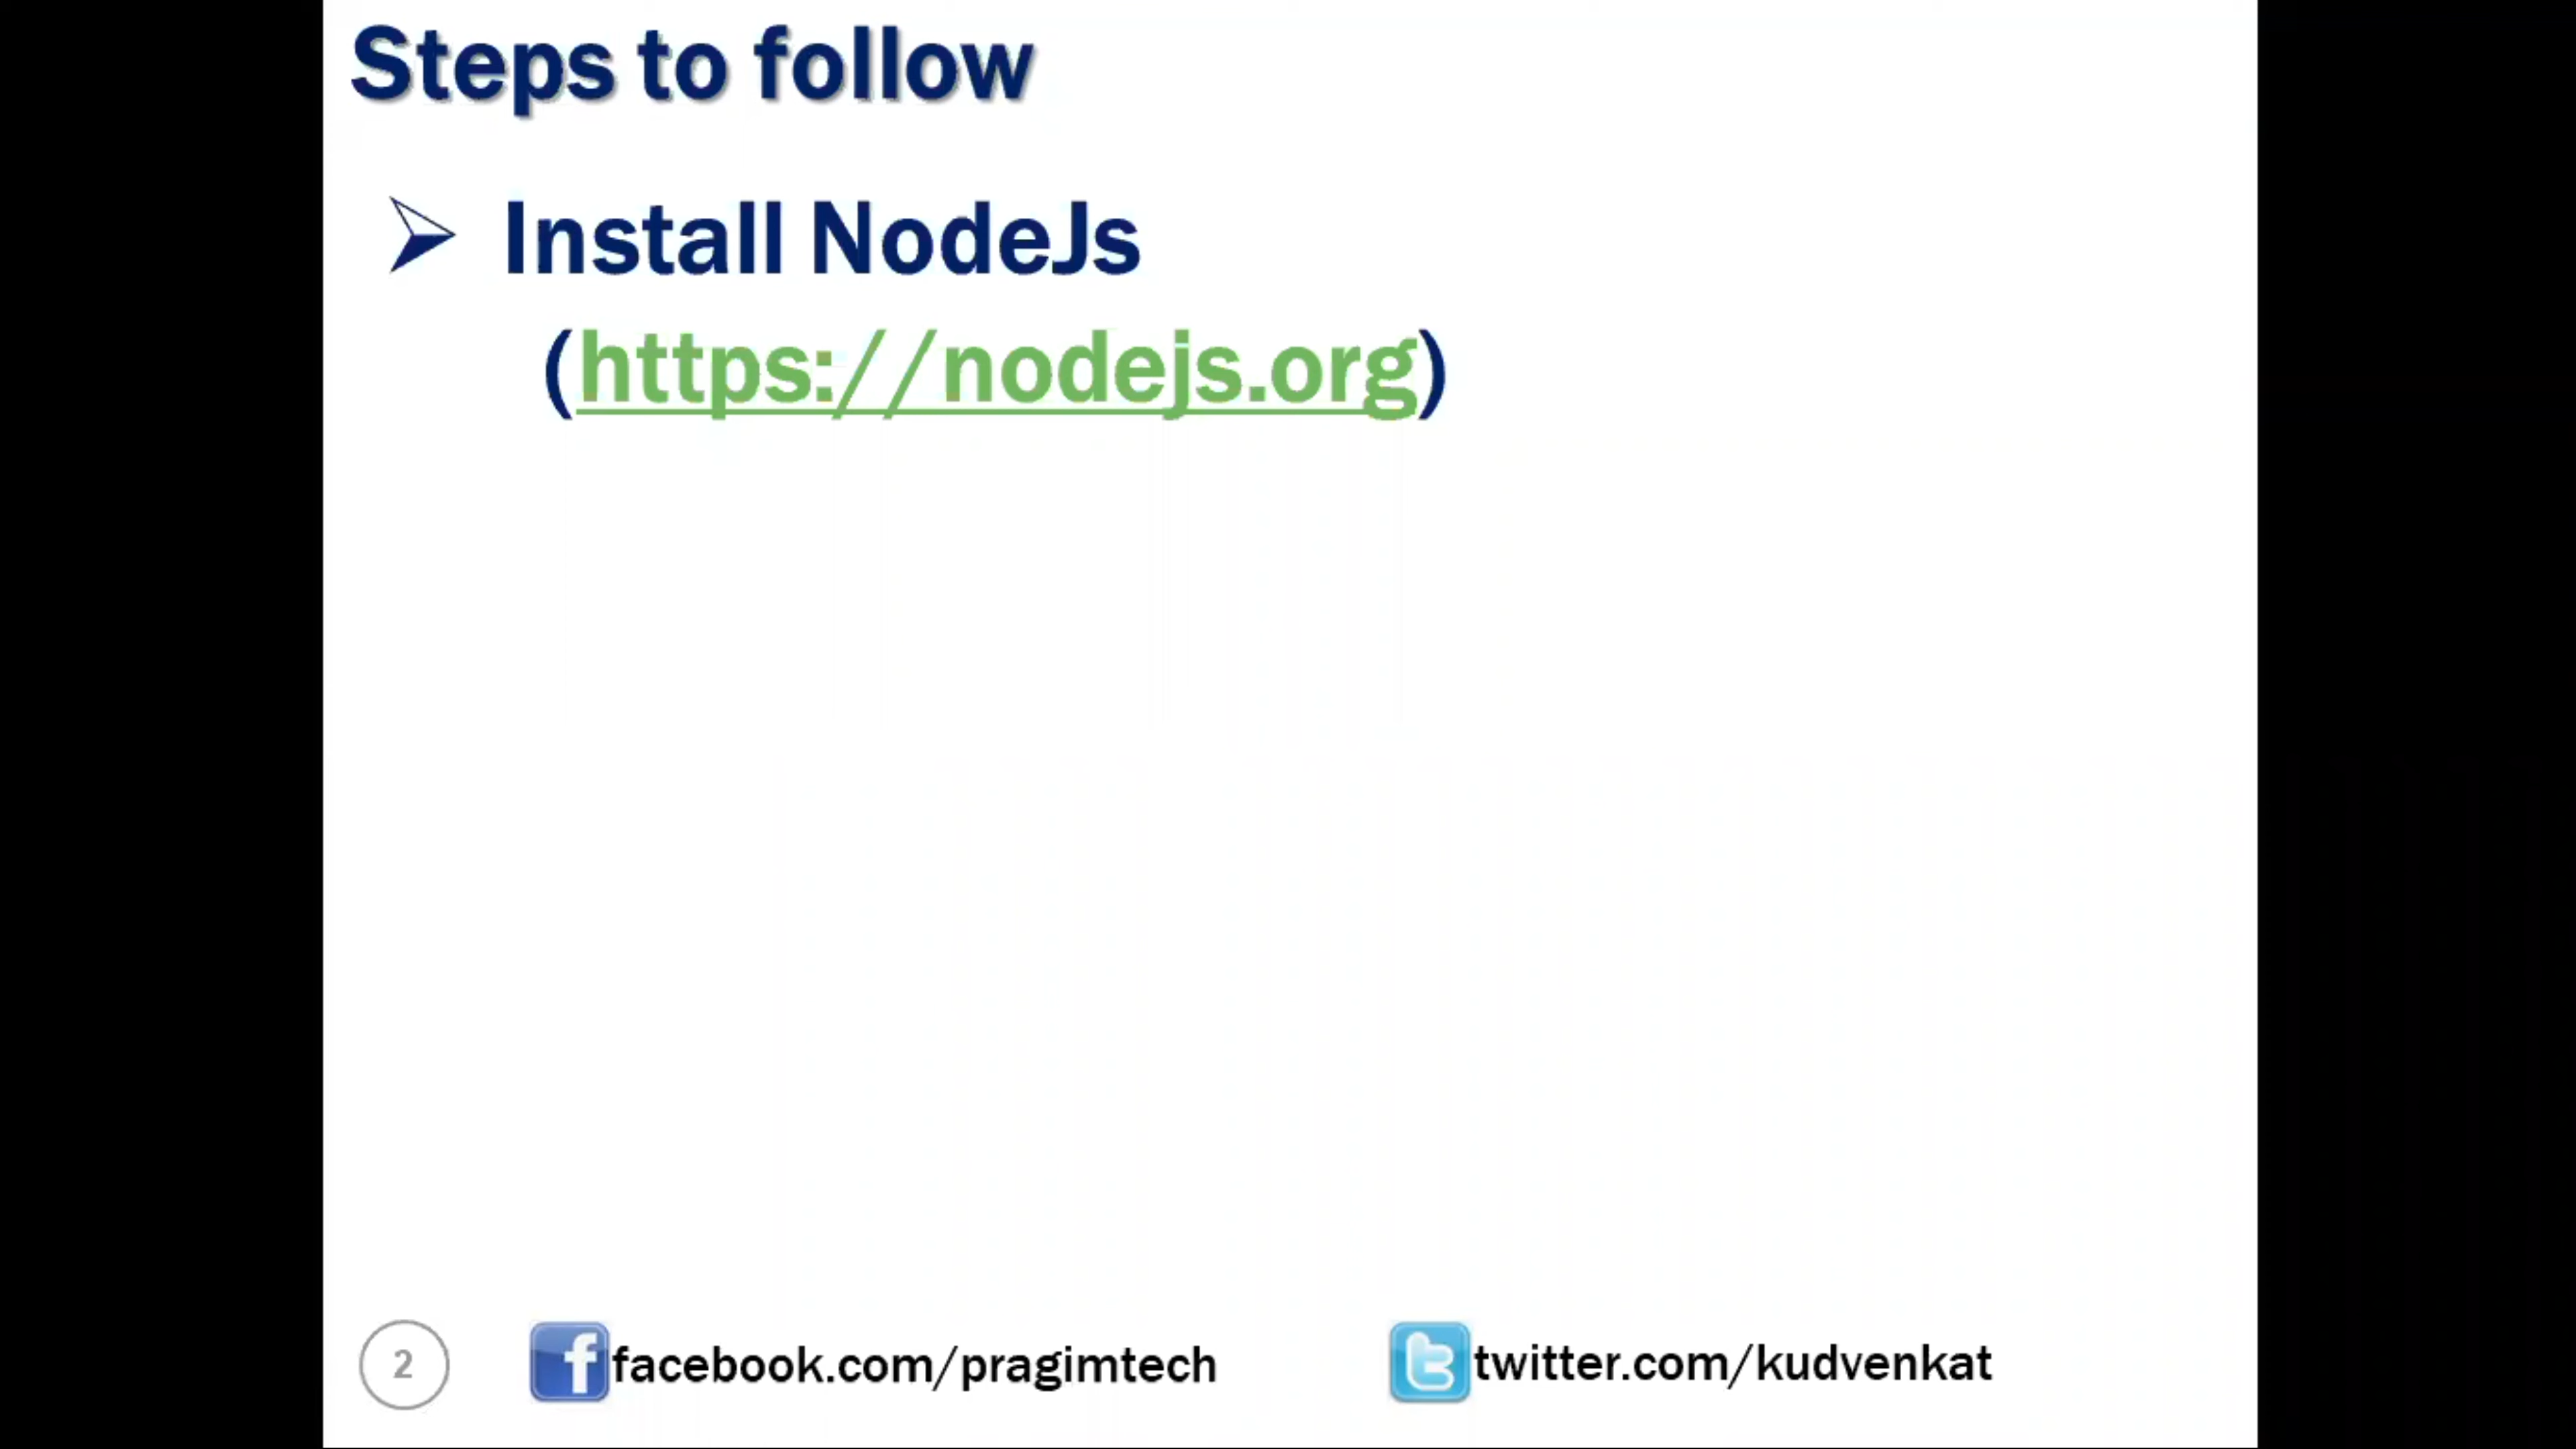 Steps to follow
Install NodeJs
(https://nodejs.org)
2 facebook.com/pragimtech twitter.com/kudvenkat